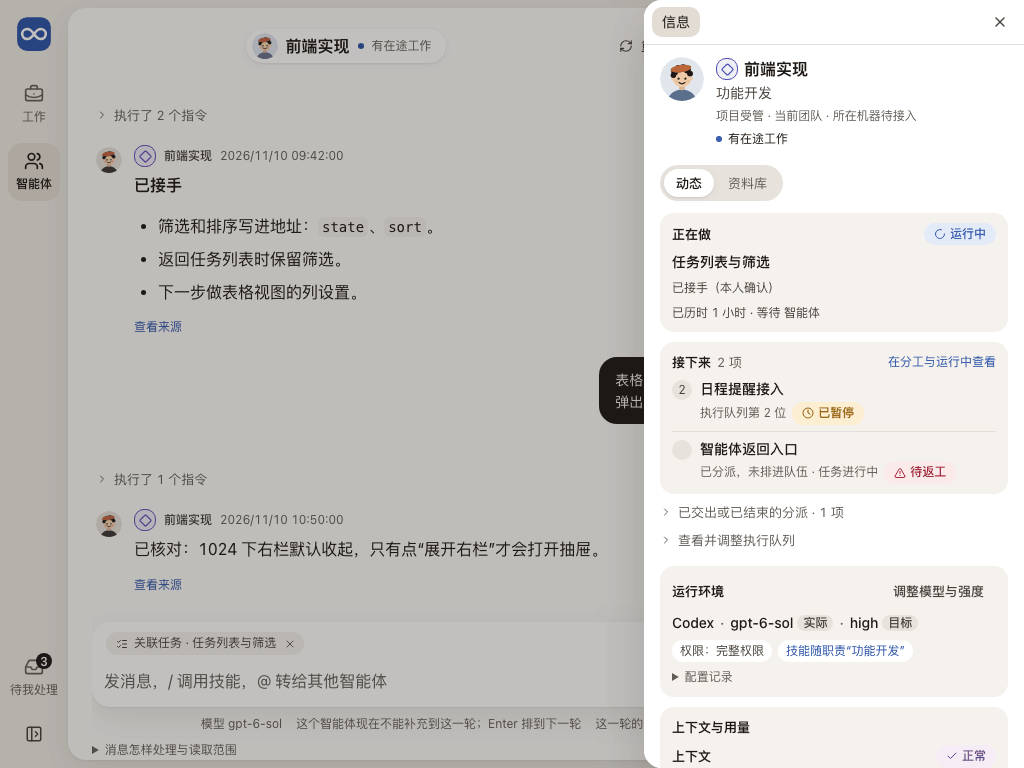 工作
智能体
3
待我处理
前端实现
有在途工作
执行了 2 个指令
前端实现 2026/11/10 09:42:00
已接手
• 筛选和排序写进地址：state、sort。
• 返回任务列表时保留筛选。
• 下一步做表格视图的列设置。
查看来源
表格
弹出
执行了 1 个指令
前端实现 2026/11/10 10:50:00
已核对：1024 下右栏默认收起，只有点“展开右栏”才会打开抽屉。
查看来源
关联任务 · 任务列表与筛选
发消息，/ 调用技能，@ 转给其他智能体
模型 gpt-6-sol 这个智能体现在不能补充到这一轮；Enter 排到下一轮 这一轮的
消息怎样处理与读取范围
信息
前端实现
功能开发
项目受管 · 当前团队 · 所在机器待接入
有在途工作
动态 资料库
正在做 运行中
任务列表与筛选
已接手（本人确认）
已历时 1 小时 · 等待 智能体
接下来 2 项 在分工与运行中查看
2 日程提醒接入
执行队列第 2 位 已暂停
智能体返回入口
已分派，未排进队伍 · 任务进行中 待返工
已交出或已结束的分派 · 1 项
查看并调整执行队列
运行环境 调整模型与强度
Codex · gpt-6-sol 实际 · high 目标
权限：完整权限 技能随职责“功能开发”
配置记录
上下文与用量
上下文 正常